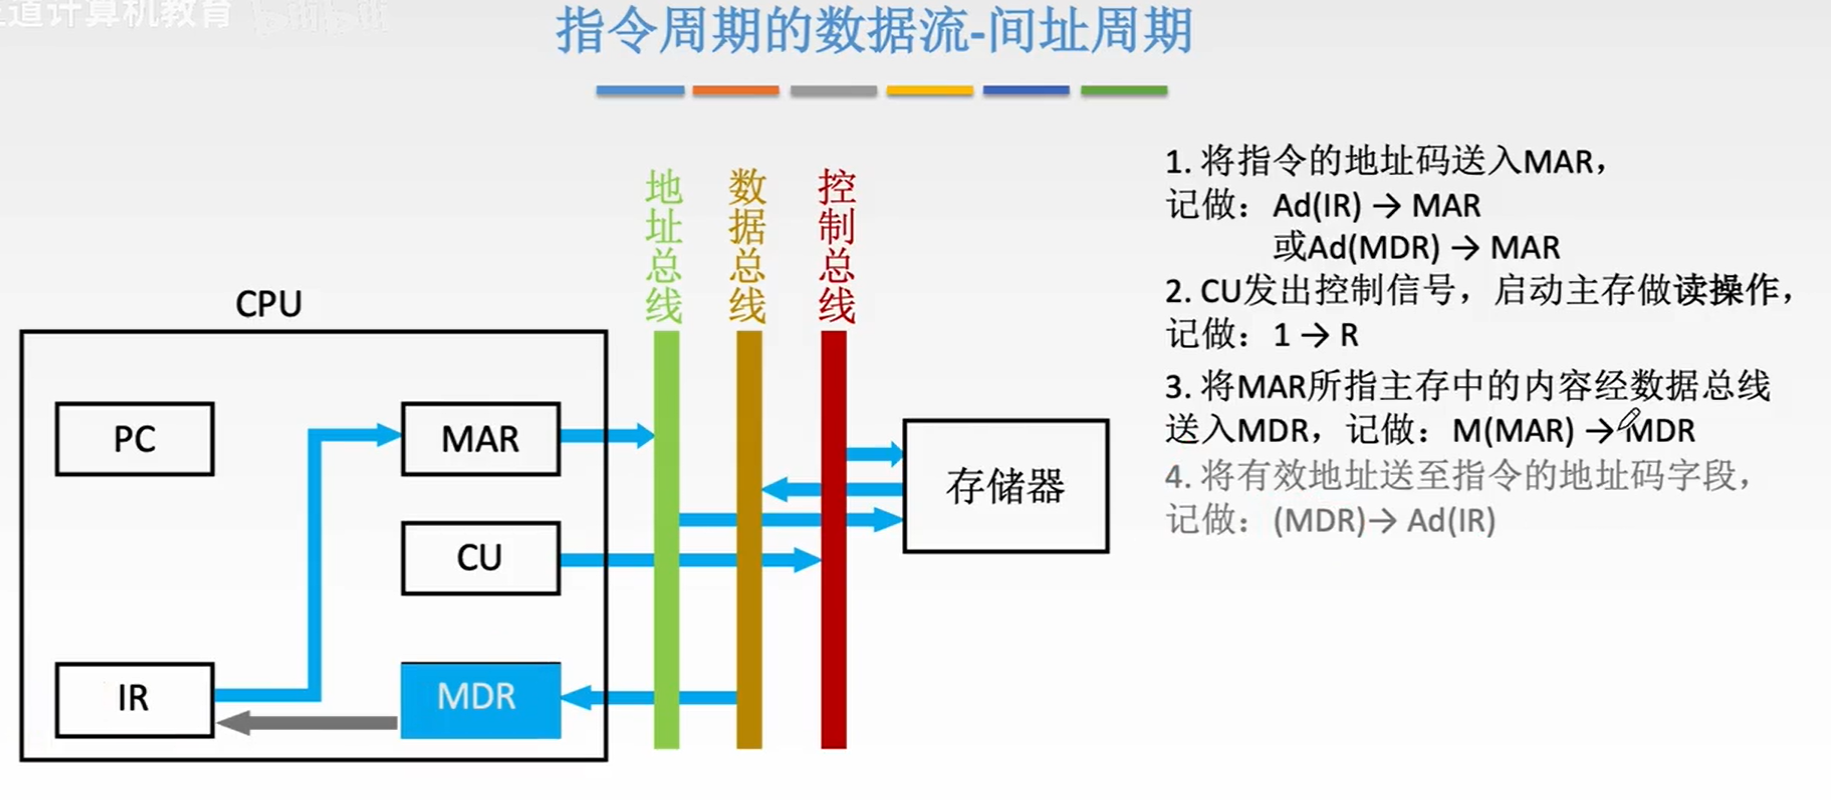 道计算机教育 bilibili
指令周期的数据流-间址周期
1. 将指令的地址码送入MAR，
记做：Ad(IR) → MAR
或Ad(MDR) → MAR
2. CU发出控制信号，启动主存做读操作，
记做：1 → R
3. 将MAR所指主存中的内容经数据总线
送入MDR，记做：M(MAR) → MDR
4. 将有效地址送至指令的地址码字段，
记做：(MDR)→ Ad(IR)
地址总线
数据总线
控制总线
CPU
PC
MAR
CU
IR
MDR
存储器